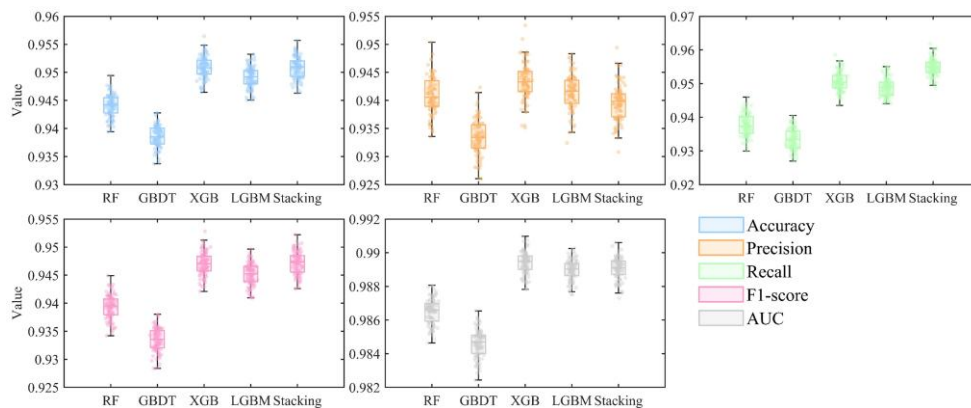 0.96
0.955
0.95
0.945
0.94
0.935
0.93
Value
RF GBDT XGB LGBM Stacking
0.955
0.95
0.945
0.94
0.935
0.93
0.925
RF GBDT XGB LGBM Stacking
0.97
0.96
0.95
0.94
0.93
0.92
RF GBDT XGB LGBM Stacking
0.955
0.95
0.945
0.94
0.935
0.93
0.925
Value
RF GBDT XGB LGBM Stacking
0.992
0.99
0.988
0.986
0.984
0.982
RF GBDT XGB LGBM Stacking
Accuracy
Precision
Recall
F1-score
AUC